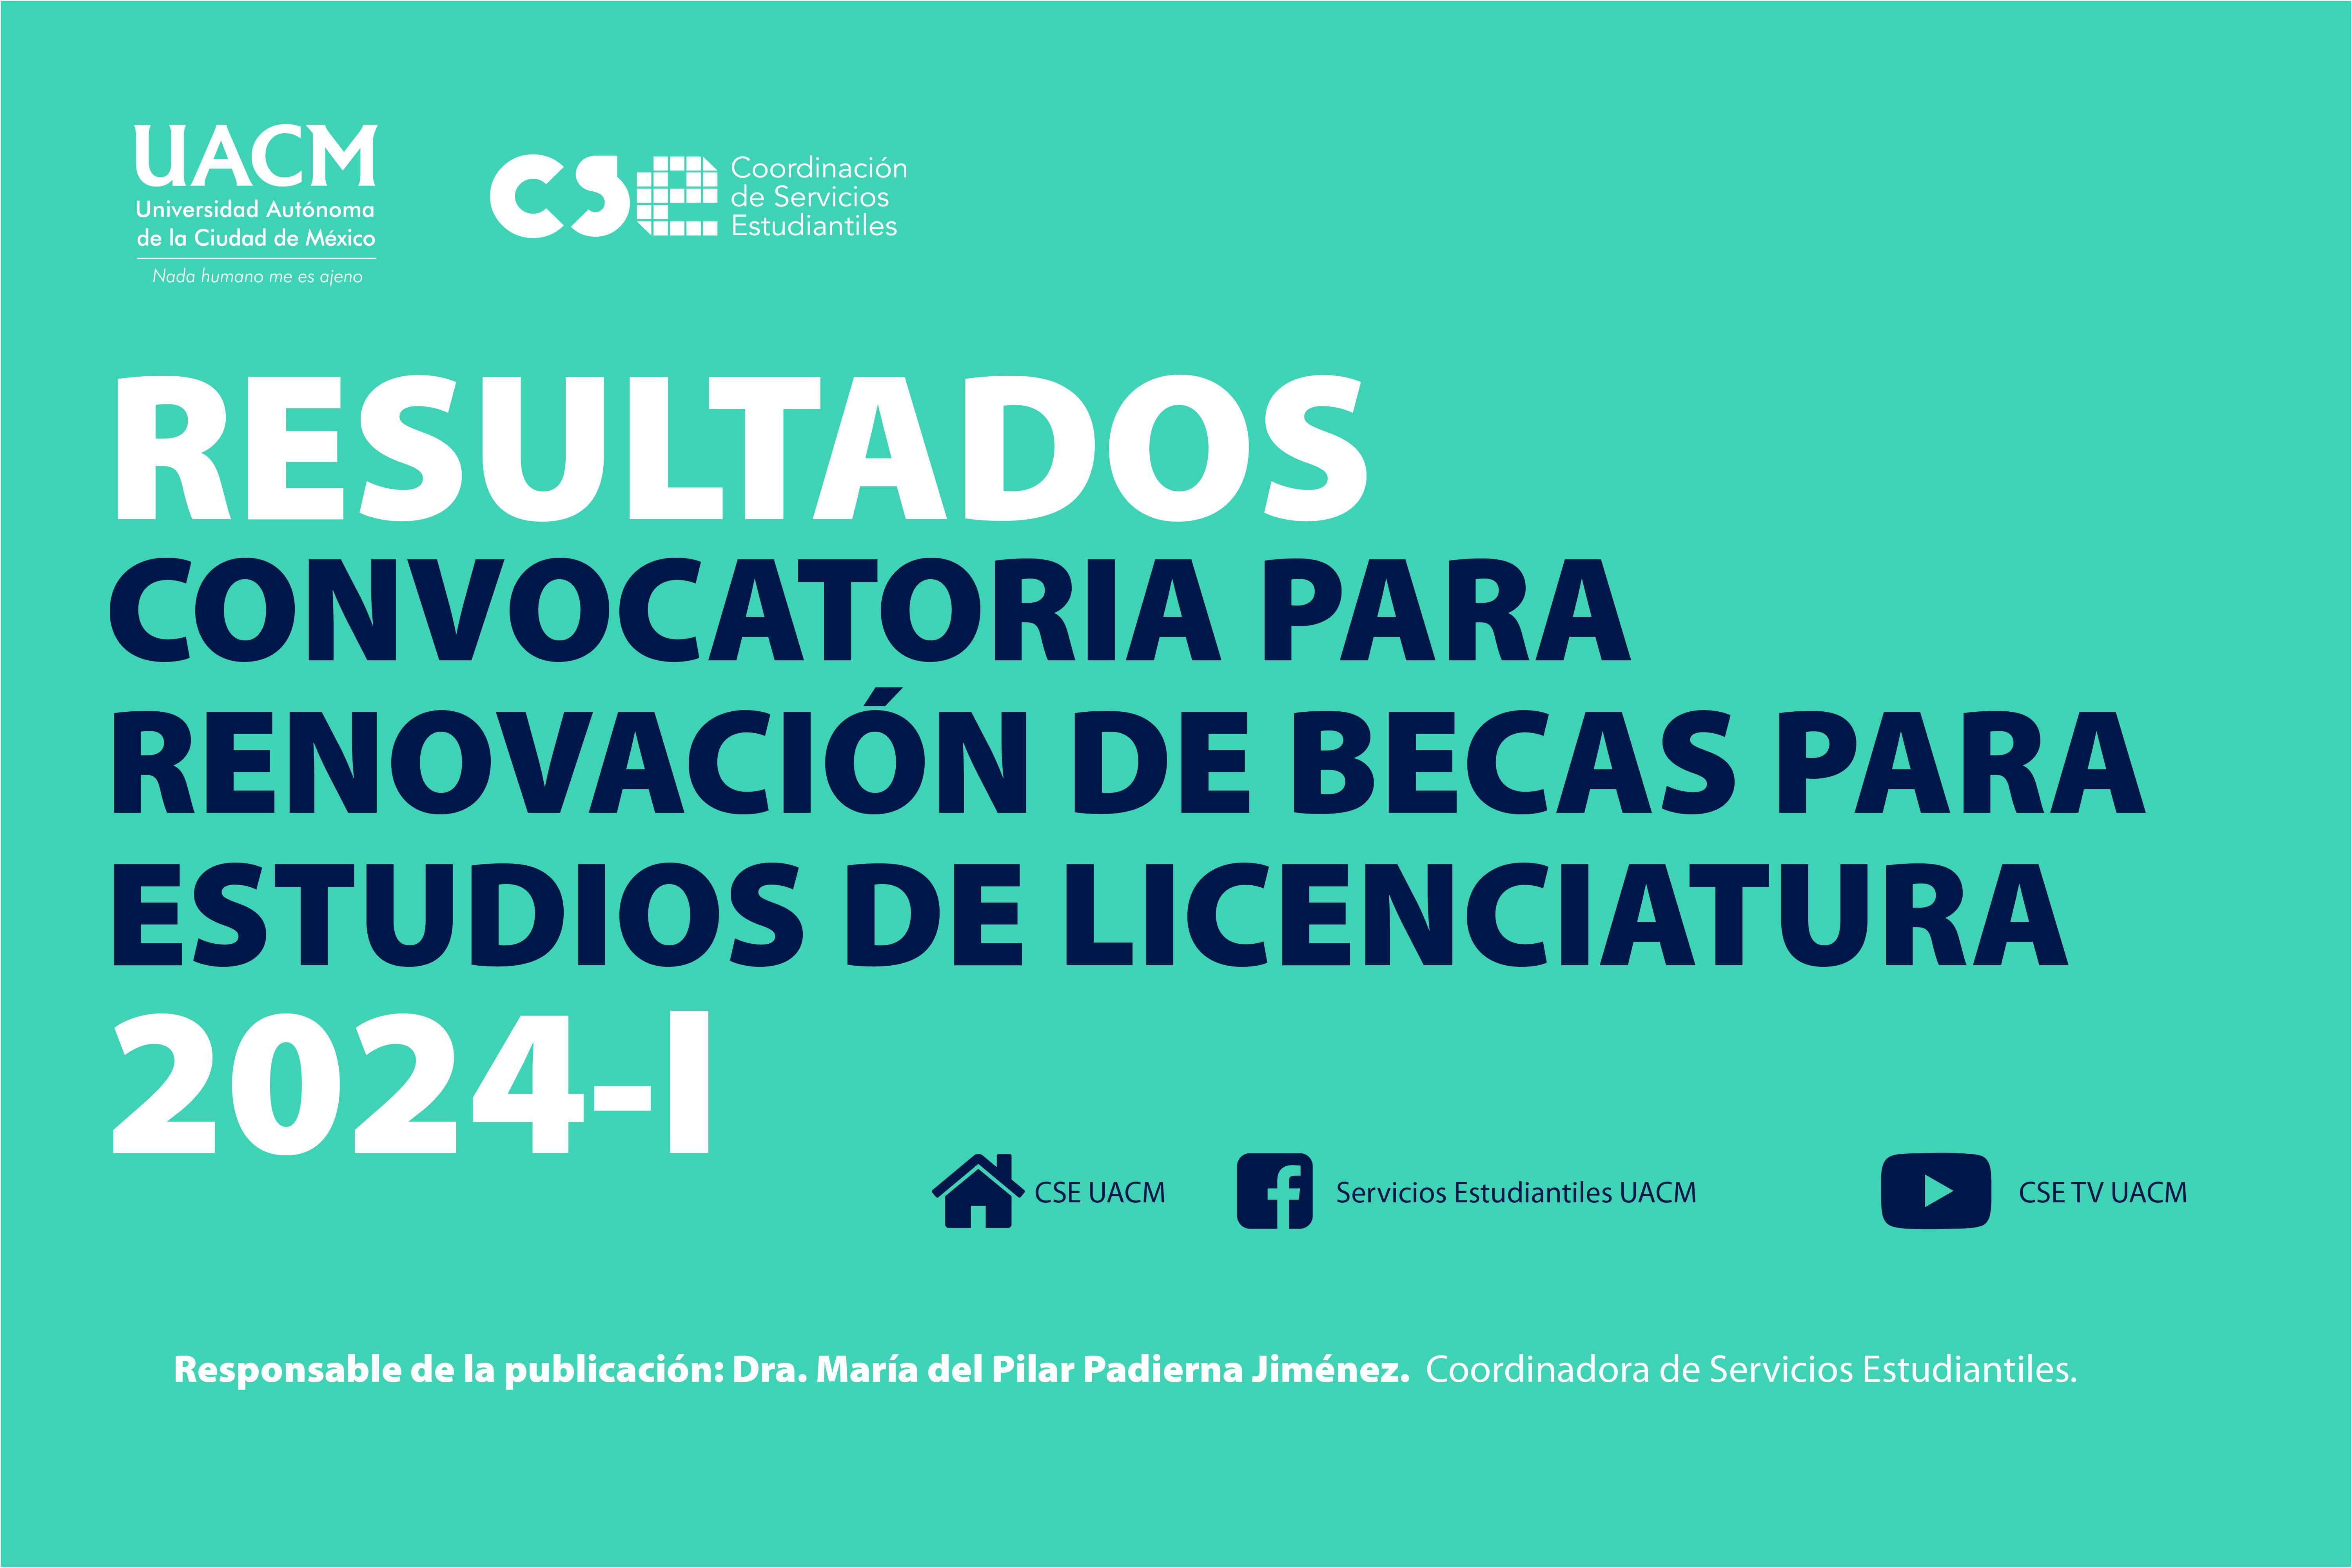 UACM
Universidad Autónoma
de la Ciudad de México
Nada humano me es ajeno
cse
Coordinación
de Servicios
Estudiantiles
RESULTADOS
CONVOCATORIA PARA
RENOVACIÓN DE BECAS PARA
ESTUDIOS DE LICENCIATURA
2024-I
CSE UACM
Servicios Estudiantiles UACM
CSE TV UACM
Responsable de la publicación: Dra. María del Pilar Padierna Jiménez. Coordinadora de Servicios Estudiantiles.